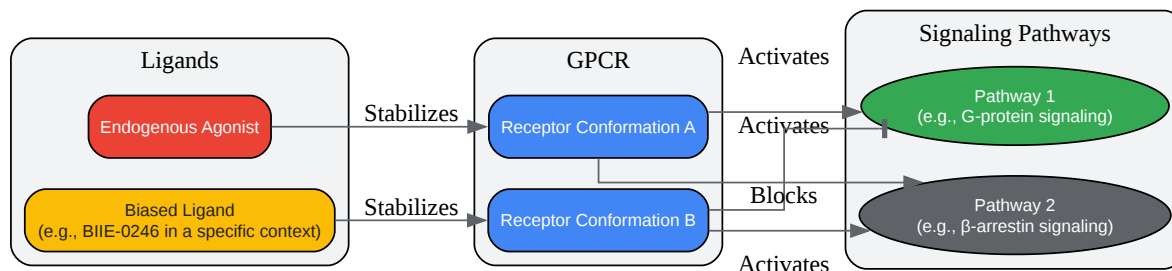 Ligands
Endogenous Agonist
Biased Ligand
(e.g., BIIE-0246 in a specific context)
Stabilizes
Stabilizes
GPCR
Receptor Conformation A
Receptor Conformation B
Activates
Activates
Blocks
Activates
Signaling Pathways
Pathway 1
(e.g., G-protein signaling)
Pathway 2
(e.g., β-arrestin signaling)